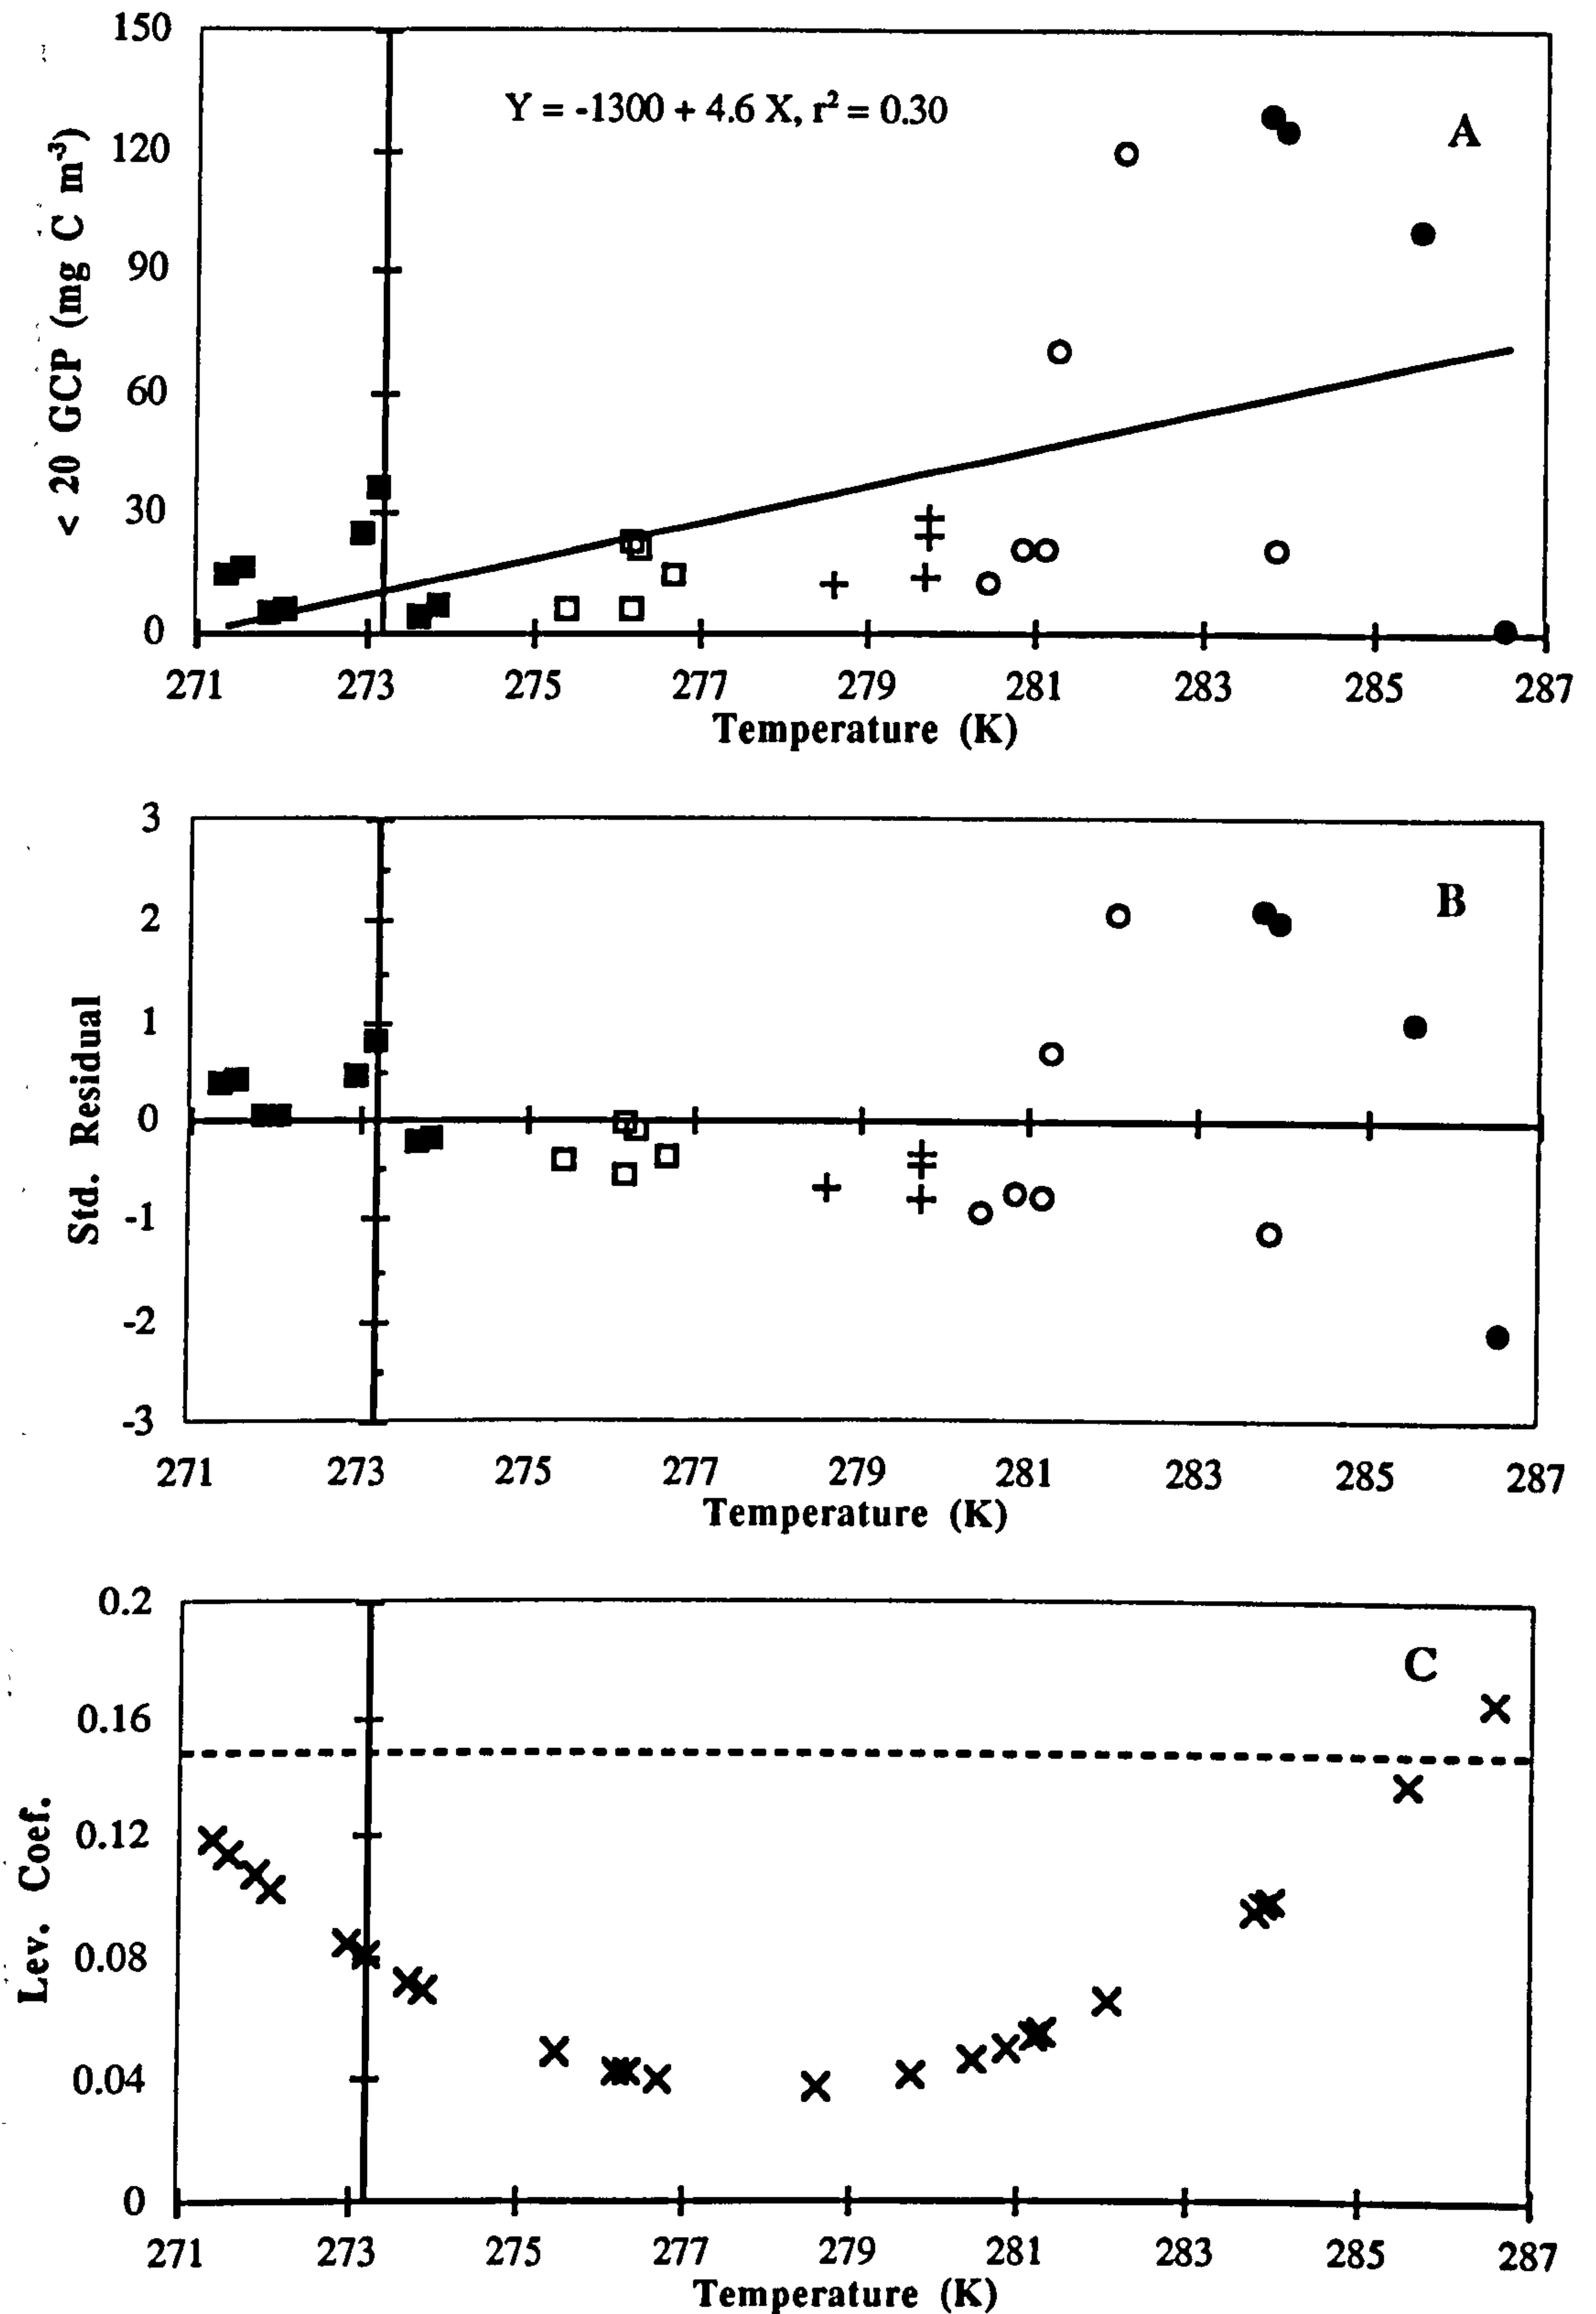 150
120
90
60
30
0
< 20 GCP (mg C m⁻³)
Y = -1300 + 4.6 X, r² = 0.30
A
271 273 275 277 279 281 283 285 287
Temperature (K)
3
2
1
0
-1
-2
-3
Std. Residual
B
271 273 275 277 279 281 283 285 287
Temperature (K)
0.2
0.16
0.12
0.08
0.04
0
Lev. Coef.
C
271 273 275 277 279 281 283 285 287
Temperature (K)